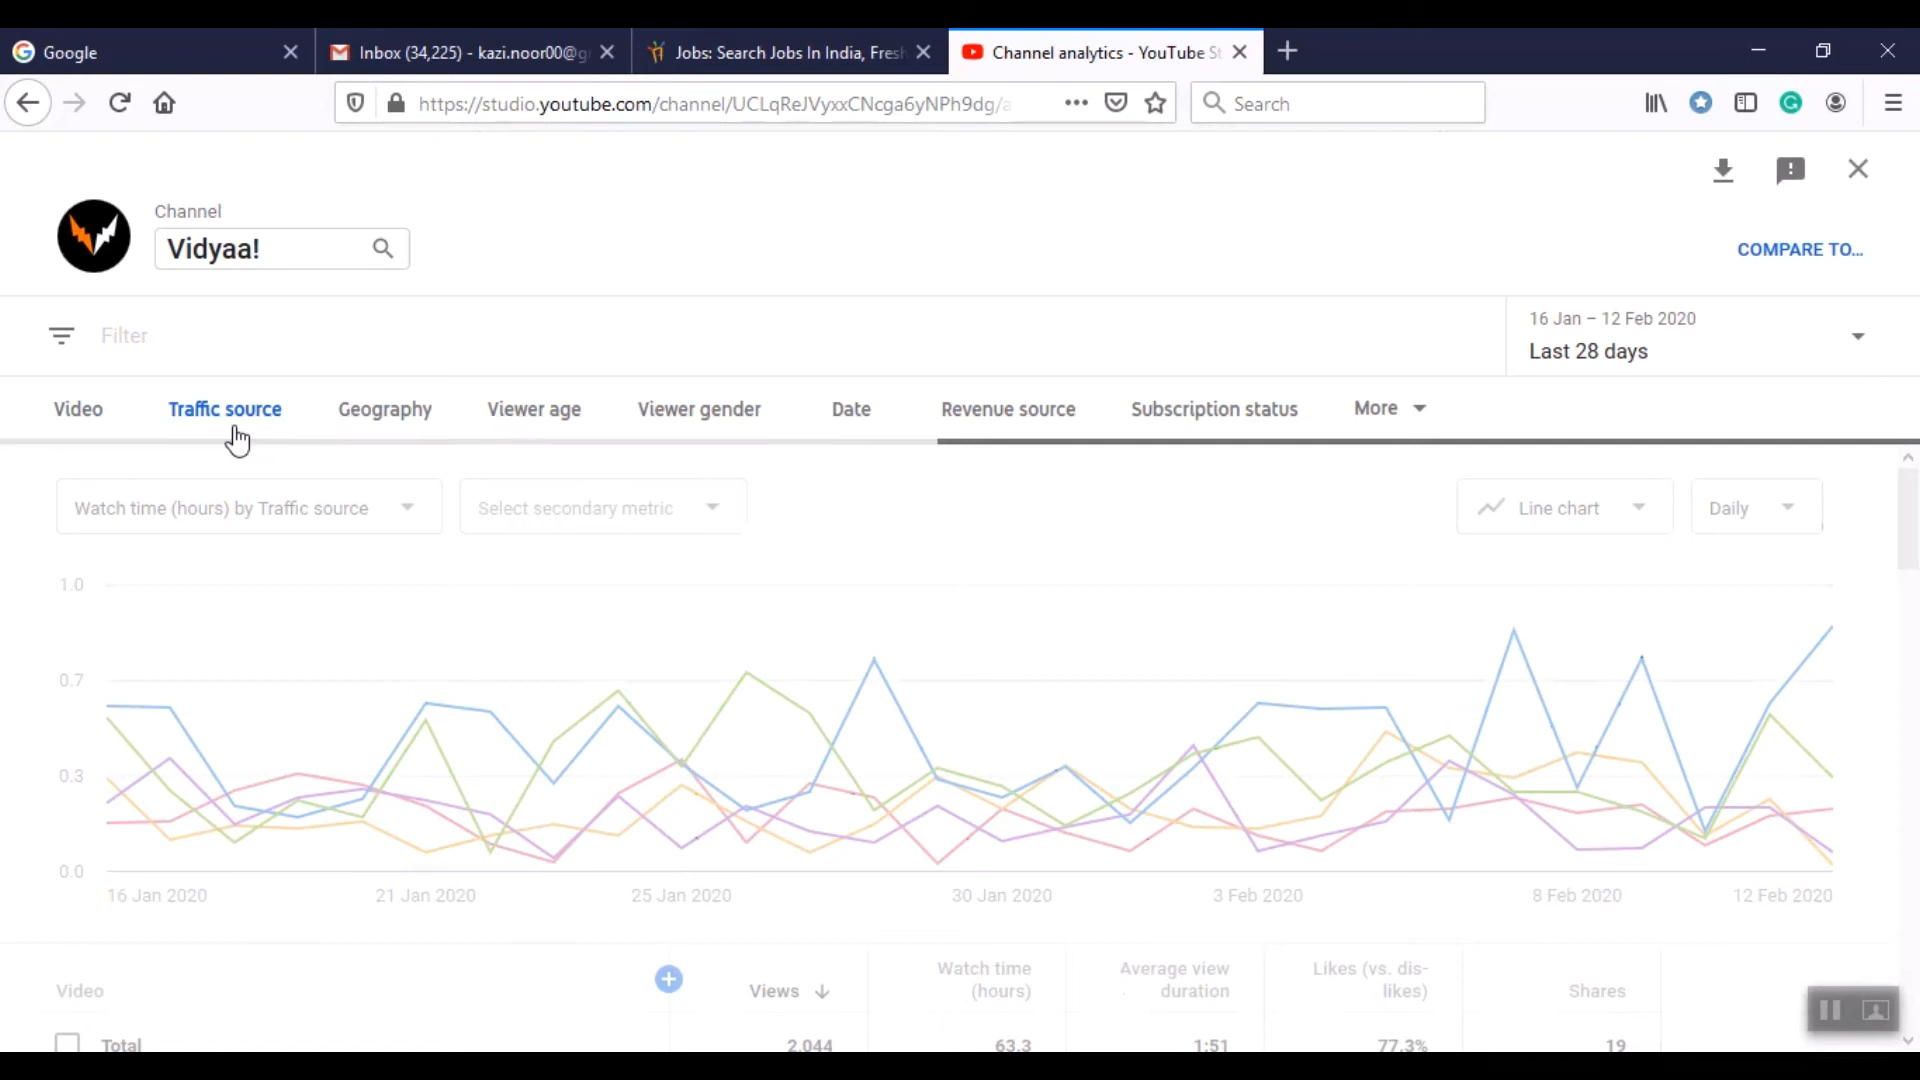 Google
Inbox (34,225) - kazi.noor00@g
Jobs: Search Jobs In India, Fresh
Channel analytics - YouTube St
https://studio.youtube.com/channel/UCLqReJVyxxCNcga6yNPh9dg/a
Search
Channel
Vidyaa!
COMPARE TO...
Filter
16 Jan – 12 Feb 2020
Last 28 days
Video
Traffic source
Geography
Viewer age
Viewer gender
Date
Revenue source
Subscription status
More
Watch time (hours) by Traffic source
Select secondary metric
Line chart
Daily
1.0
0.7
0.3
0.0
16 Jan 2020
21 Jan 2020
25 Jan 2020
30 Jan 2020
3 Feb 2020
8 Feb 2020
12 Feb 2020
Video
Views
Watch time
(hours)
Average view
duration
Likes (vs. dis-
likes)
Shares
Total
2,044
63.3
1:51
77.3%
19